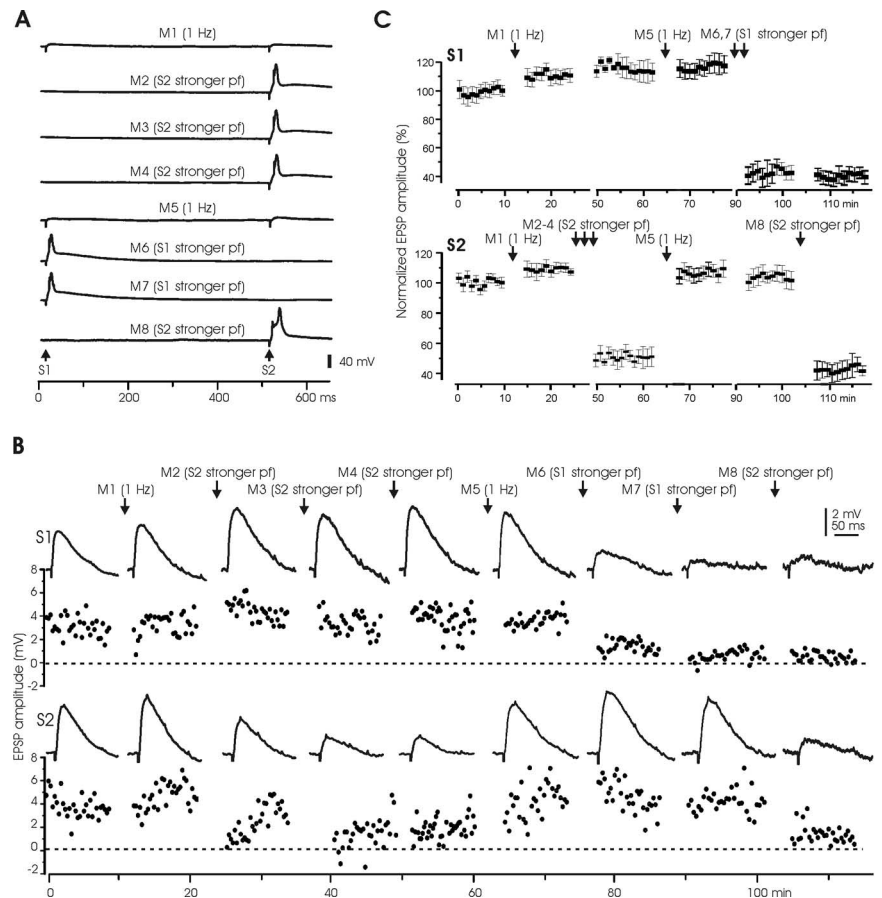 A
M1 (1 Hz)
M2 (S2 stronger pf)
M3 (S2 stronger pf)
M4 (S2 stronger pf)
M5 (1 Hz)
M6 (S1 stronger pf)
M7 (S1 stronger pf)
M8 (S2 stronger pf)
S1 S2
40 mV
0 200 400 600 ms
C
M1 (1 Hz) M5 (1 Hz) M6,7 (S1 stronger pf)
S1
120
100
80
60
40
0 10 20 50 60 70 80 90 110 min
Normalized EPSP amplitude (%)
M2-4 (S2 stronger pf)
M1 (1 Hz) M5 (1 Hz) M8 (S2 stronger pf)
S2
120
100
80
60
40
0 10 20 50 60 70 80 90 110 min
B
M2 (S2 stronger pf) M4 (S2 stronger pf) M6 (S1 stronger pf) M8 (S2 stronger pf)
M1 (1 Hz) M3 (S2 stronger pf) M5 (1 Hz) M7 (S1 stronger pf)
2 mV
50 ms
S1
8
6
4
2
0
-2
EPSP amplitude (mV)
S2
8
6
4
2
0
-2
0 20 40 60 80 100 min